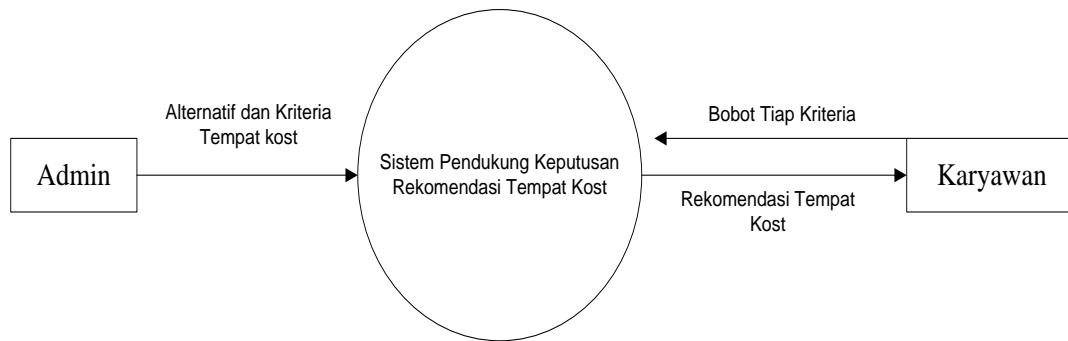 Alternatif dan Kriteria
Tempat kost
Admin
Sistem Pendukung Keputusan
Rekomendasi Tempat Kost
Bobot Tiap Kriteria
Karyawan
Rekomendasi Tempat
Kost